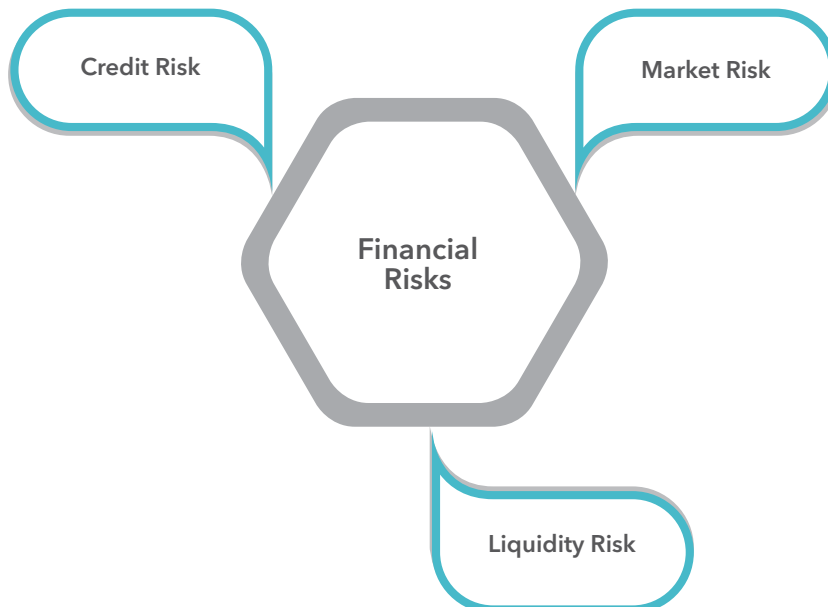 Credit Risk
Market Risk
Financial
Risks
Liquidity Risk